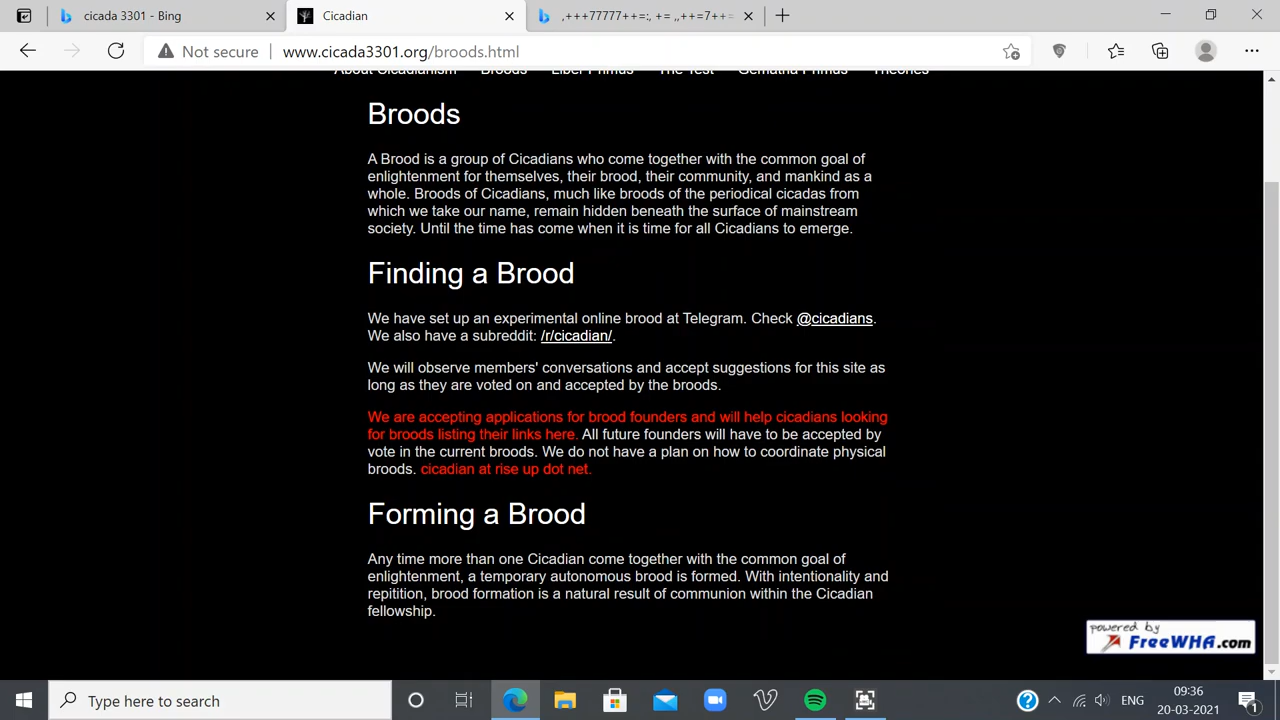 cicada 3301 - Bing
Cicadian
,+++77777++=:, += ,,++=7++=
Not secure
www.cicada3301.org/broods.html
About Cicadianism Broods Liber Primus The Test Gematria Primus Theories
Broods
A Brood is a group of Cicadians who come together with the common goal of
enlightenment for themselves, their brood, their community, and mankind as a
whole. Broods of Cicadians, much like broods of the periodical cicadas from
which we take our name, remain hidden beneath the surface of mainstream
society. Until the time has come when it is time for all Cicadians to emerge.
Finding a Brood
We have set up an experimental online brood at Telegram. Check @cicadians.
We also have a subreddit: /r/cicadian/.
We will observe members' conversations and accept suggestions for this site as
long as they are voted on and accepted by the broods.
We are accepting applications for brood founders and will help cicadians looking
for broods listing their links here. All future founders will have to be accepted by
vote in the current broods. We do not have a plan on how to coordinate physical
broods. cicadian at rise up dot net.
Forming a Brood
Any time more than one Cicadian come together with the common goal of
enlightenment, a temporary autonomous brood is formed. With intentionality and
repitition, brood formation is a natural result of communion within the Cicadian
fellowship.
powered by
FreeWHA.com
Type here to search
ENG
09:36
20-03-2021
1